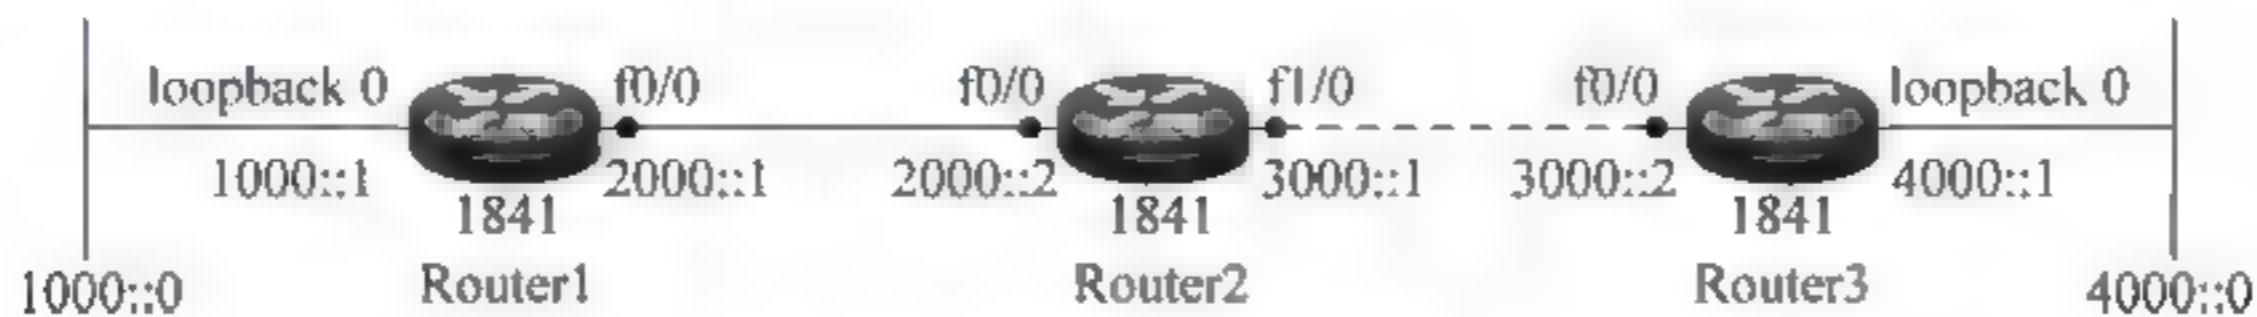 loopback 0 f0/0 f0/0 f1/0 f0/0 loopback 0
1000::1 2000::1 2000::2 3000::1 3000::2 4000::1
1841 1841 1841
1000::0 Router1 Router2 Router3 4000::0